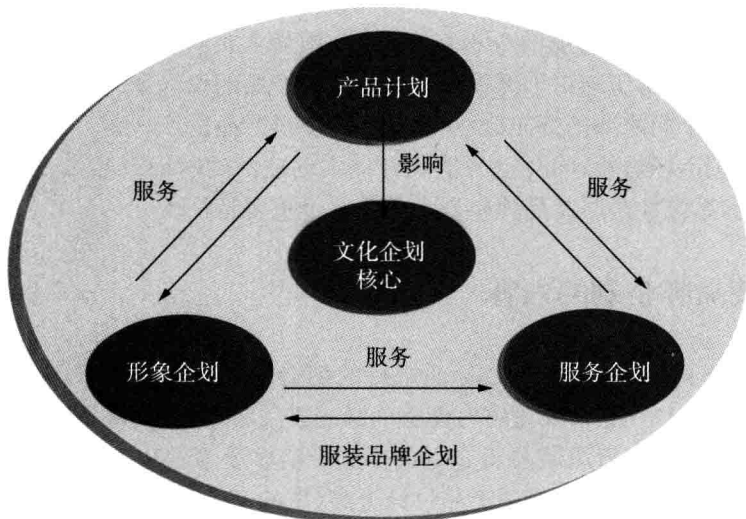 产品计划
影响
服务
服务
文化企划
核心
形象企划
服务
服务企划
服装品牌企划